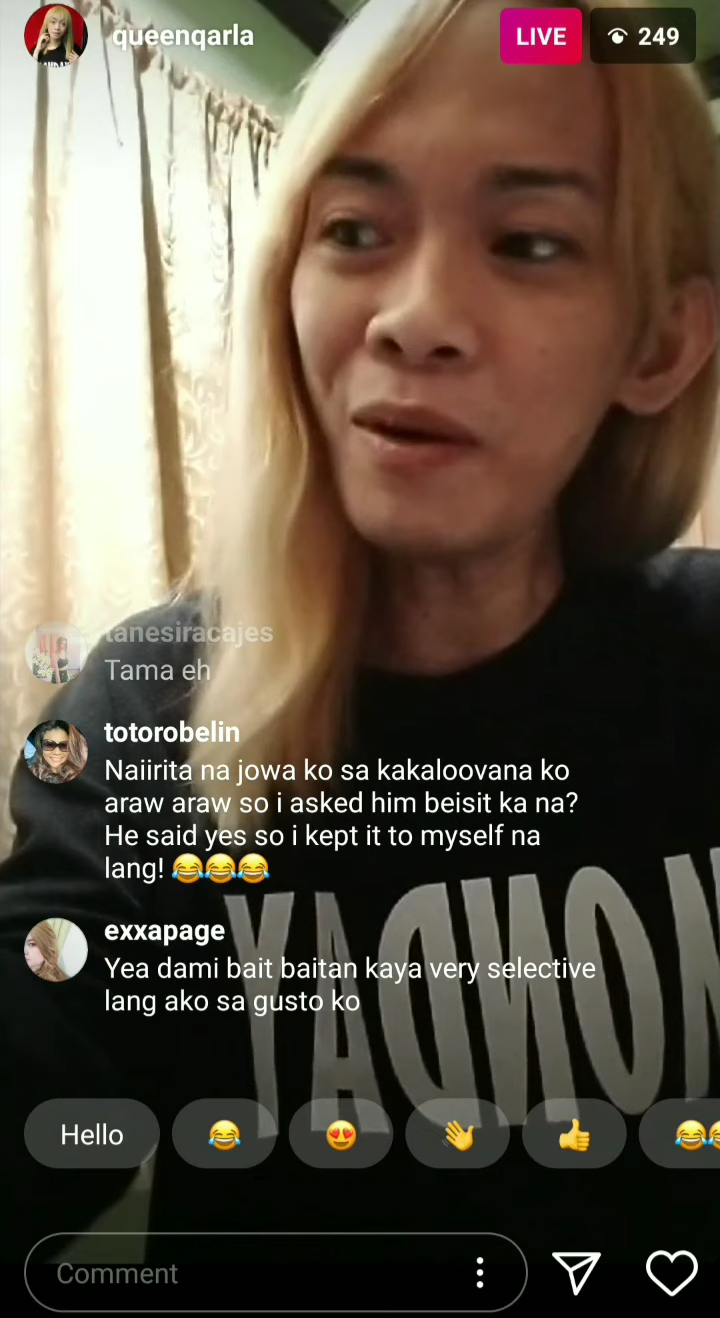 queenqarla
LIVE
249
tanesiracajes
Tama eh
totorobelin
Naiirita na jowa ko sa kakaloovana ko
araw araw so i asked him beisit ka na?
He said yes so i kept it to myself na
lang! 😂😂😂
exxapage
Yea dami bait baitan kaya very selective
lang ako sa gusto ko
MONDAY
Hello
😂
😍
👋
👍
😂
Comment